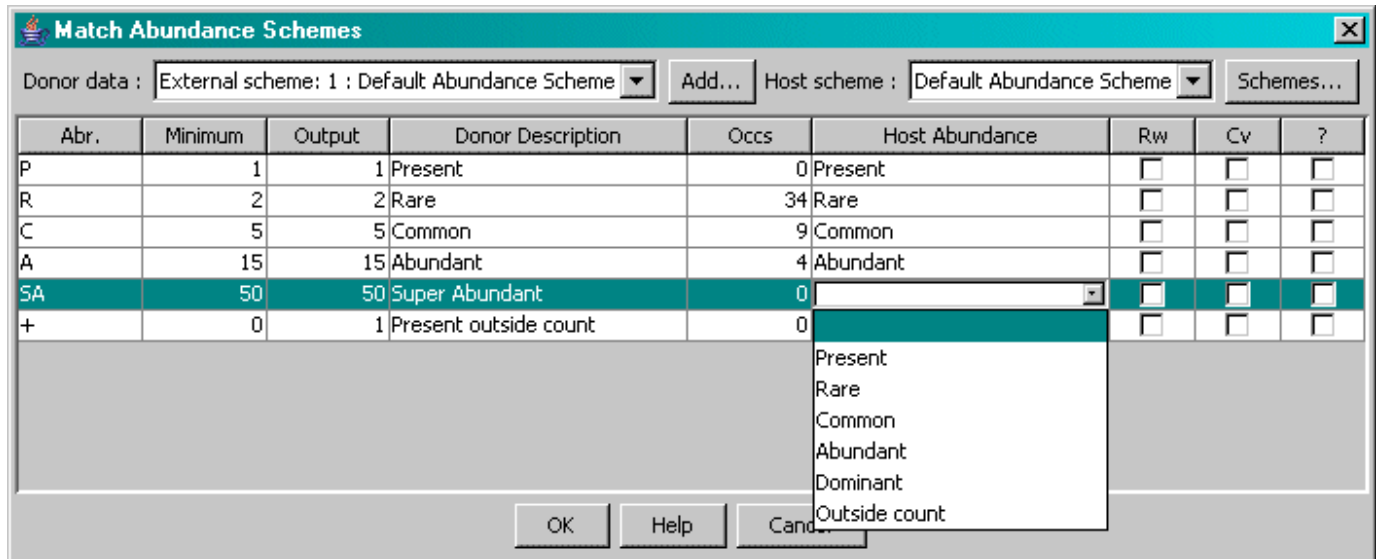 Match Abundance Schemes
Donor data : External scheme: 1 : Default Abundance Scheme Add... Host scheme : Default Abundance Scheme Schemes...
Abr. Minimum Output Donor Description Occs Host Abundance Rw Cv ?
P 1 1 Present 0 Present
R 2 2 Rare 34 Rare
C 5 5 Common 9 Common
A 15 15 Abundant 4 Abundant
SA 50 50 Super Abundant 0
+ 0 1 Present outside count 0
Present
Rare
Common
Abundant
Dominant
Outside count
OK Help